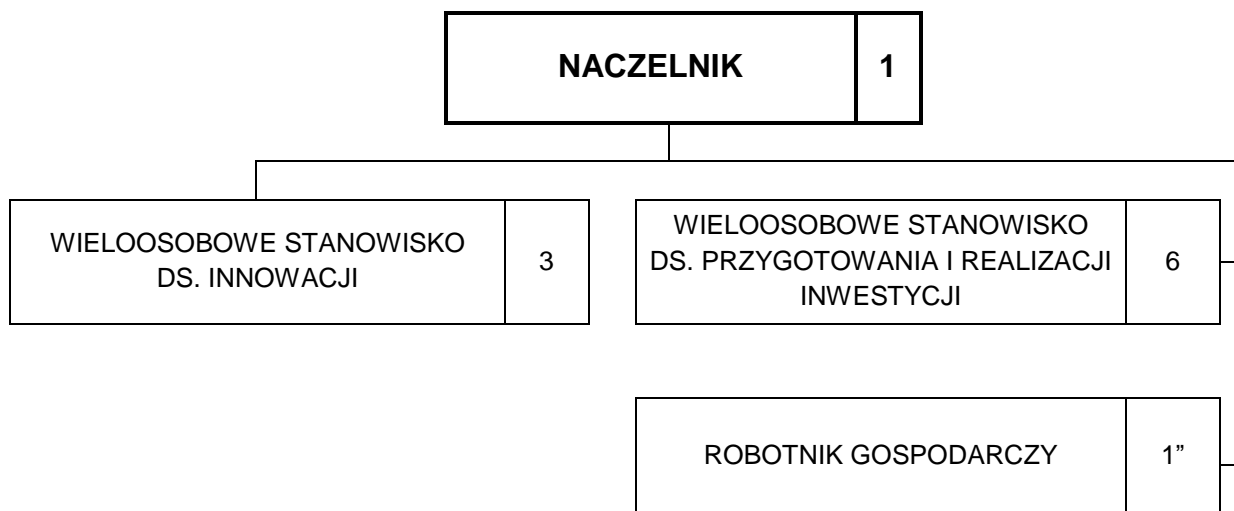 NACZELNIK 1
WIELOOSOBOWE STANOWISKO
DS. INNOWACJI
3
WIELOOSOBOWE STANOWISKO
DS. PRZYGOTOWANIA I REALIZACJI
INWESTYCJI
6
ROBOTNIK GOSPODARCZY 1”